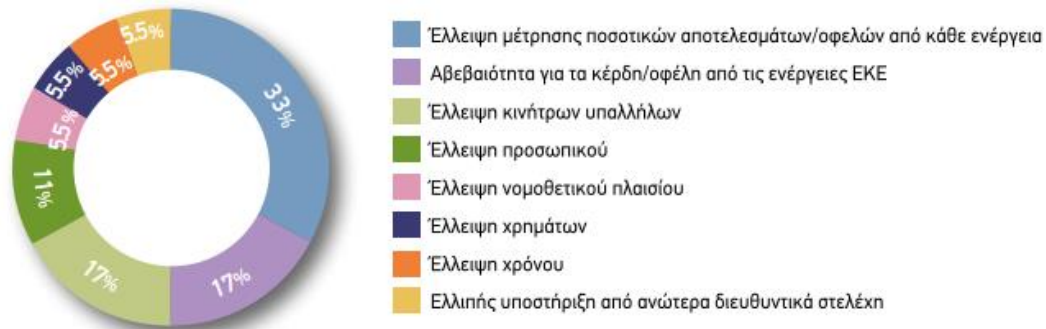 5.5%
5.5%
5.5%
5.5%
33%
11%
17%
17%
Έλλειψη μέτρησης ποσοτικών αποτελεσμάτων/οφελών από κάθε ενέργεια
Αβεβαιότητα για τα κέρδη/οφέλη από τις ενέργειες ΕΚΕ
Έλλειψη κινήτρων υπαλλήλων
Έλλειψη προσωπικού
Έλλειψη νομοθετικού πλαισίου
Έλλειψη χρημάτων
Έλλειψη χρόνου
Ελλιπής υποστήριξη από ανώτερα διευθυντικά στελέχη